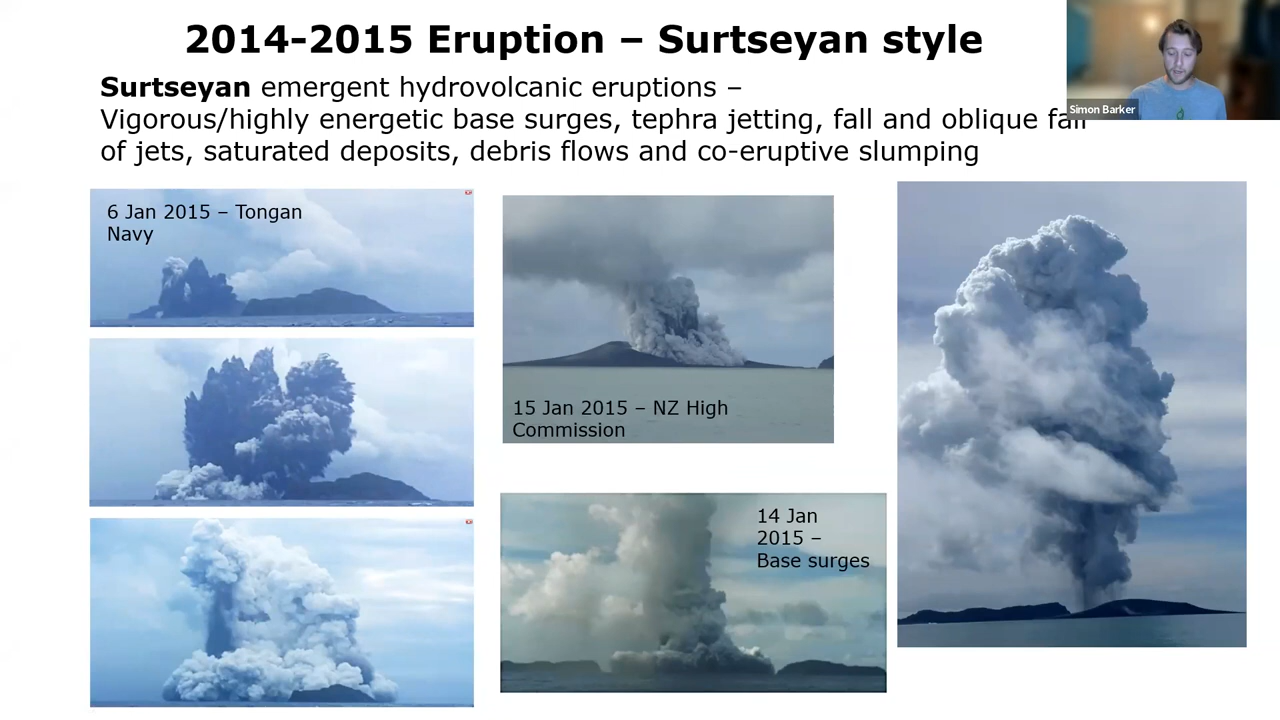 2014-2015 Eruption – Surtseyan style
Surtseyan emergent hydrovolcanic eruptions –
Vigorous/highly energetic base surges, tephra jetting, fall and oblique fall
of jets, saturated deposits, debris flows and co-eruptive slumping
Simon Barker
6 Jan 2015 – Tongan
Navy
15 Jan 2015 – NZ High
Commission
14 Jan
2015 –
Base surges